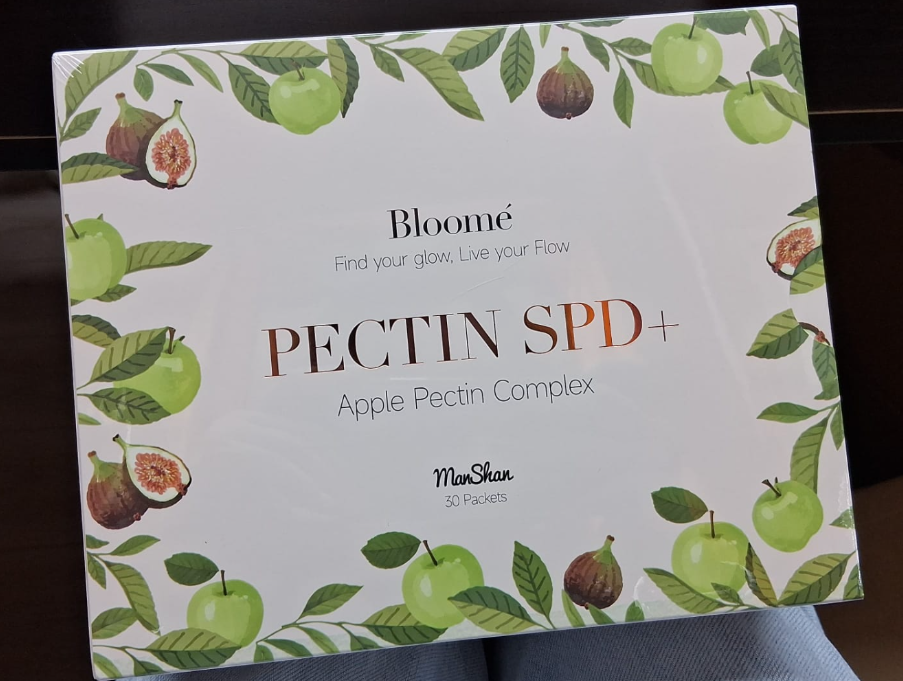 Bloomé
Find your glow, Live your Flow
PECTIN SPD+
Apple Pectin Complex
ManShan
30 Packets